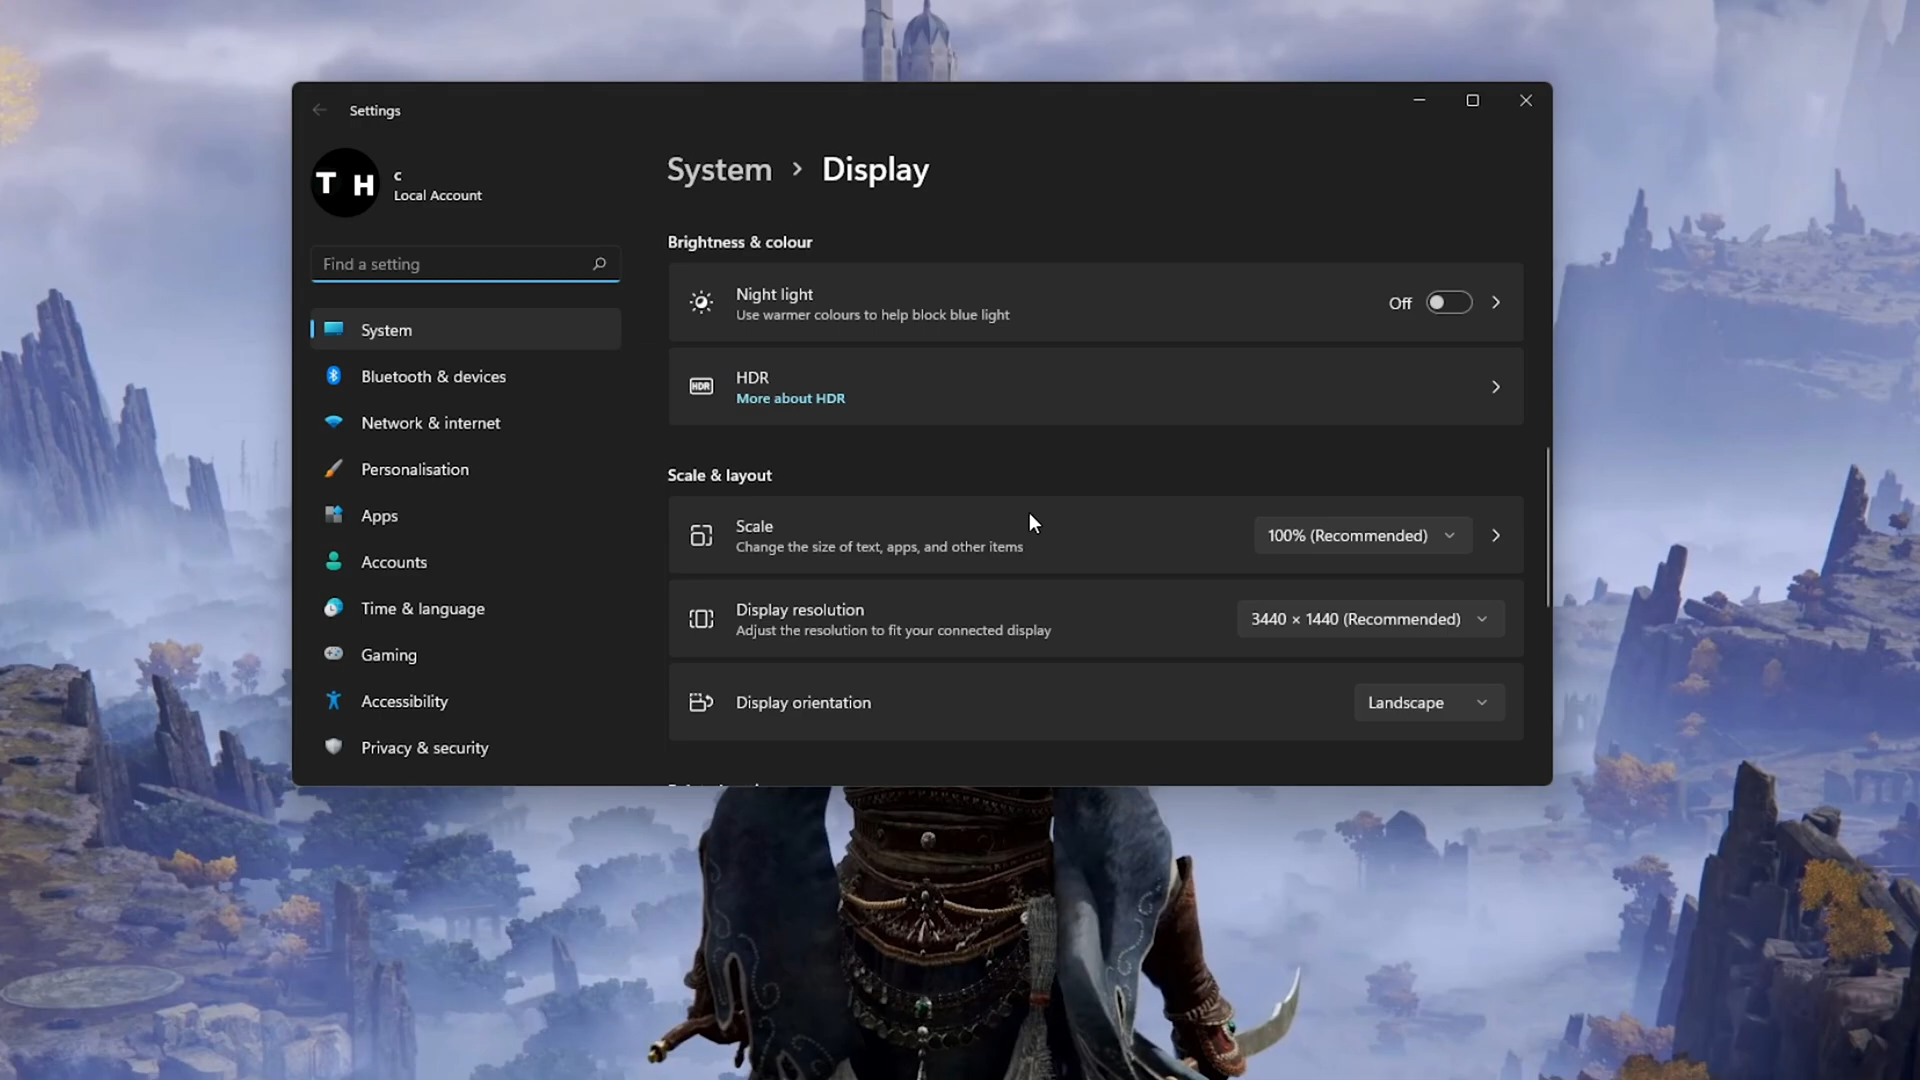 Settings
T H
c
Local Account
Find a setting
System
Bluetooth & devices
Network & internet
Personalisation
Apps
Accounts
Time & language
Gaming
Accessibility
Privacy & security
System > Display
Brightness & colour
Night light
Use warmer colours to help block blue light
Off
HDR
HDR
More about HDR
Scale & layout
Scale
Change the size of text, apps, and other items
100% (Recommended)
Display resolution
Adjust the resolution to fit your connected display
3440 × 1440 (Recommended)
Display orientation
Landscape